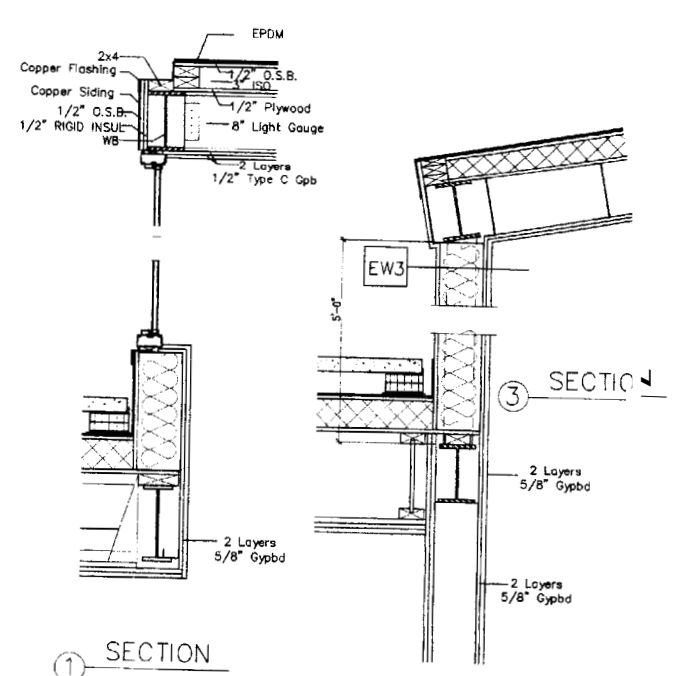 EPDM
2x4
Copper Flashing
1/2" O.S.B.
3" ISO
Copper Siding
1/2" O.S.B.
1/2" Plywood
1/2" RIGID INSUL
8" Light Gauge
W8
2 Layers
1/2" Type C Gpb
EW3
5'-0"
2 Layers
5/8" Gypbd
1 SECTION
3 SECTIO
2 Layers
5/8" Gypbd
2 Layers
5/8" Gypbd